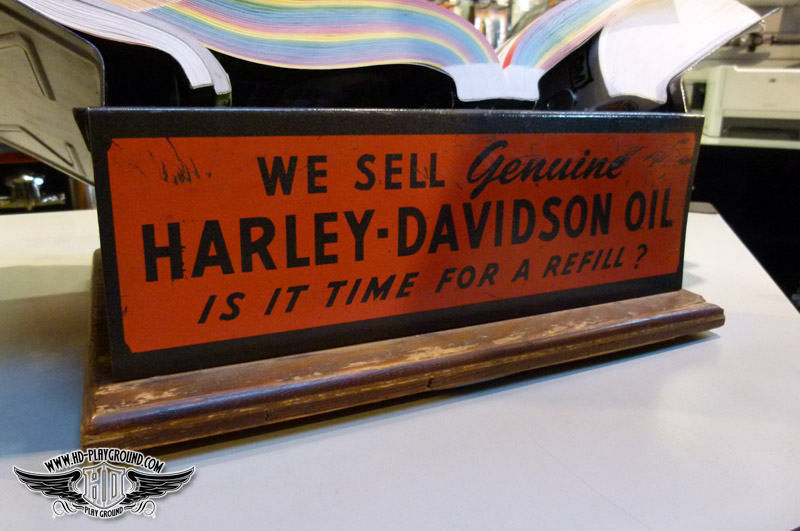 WE SELL Genuine
HARLEY-DAVIDSON OIL
IS IT TIME FOR A REFILL?
WWW.HD-PLAYGROUND.COM
HD
PLAY GROUND